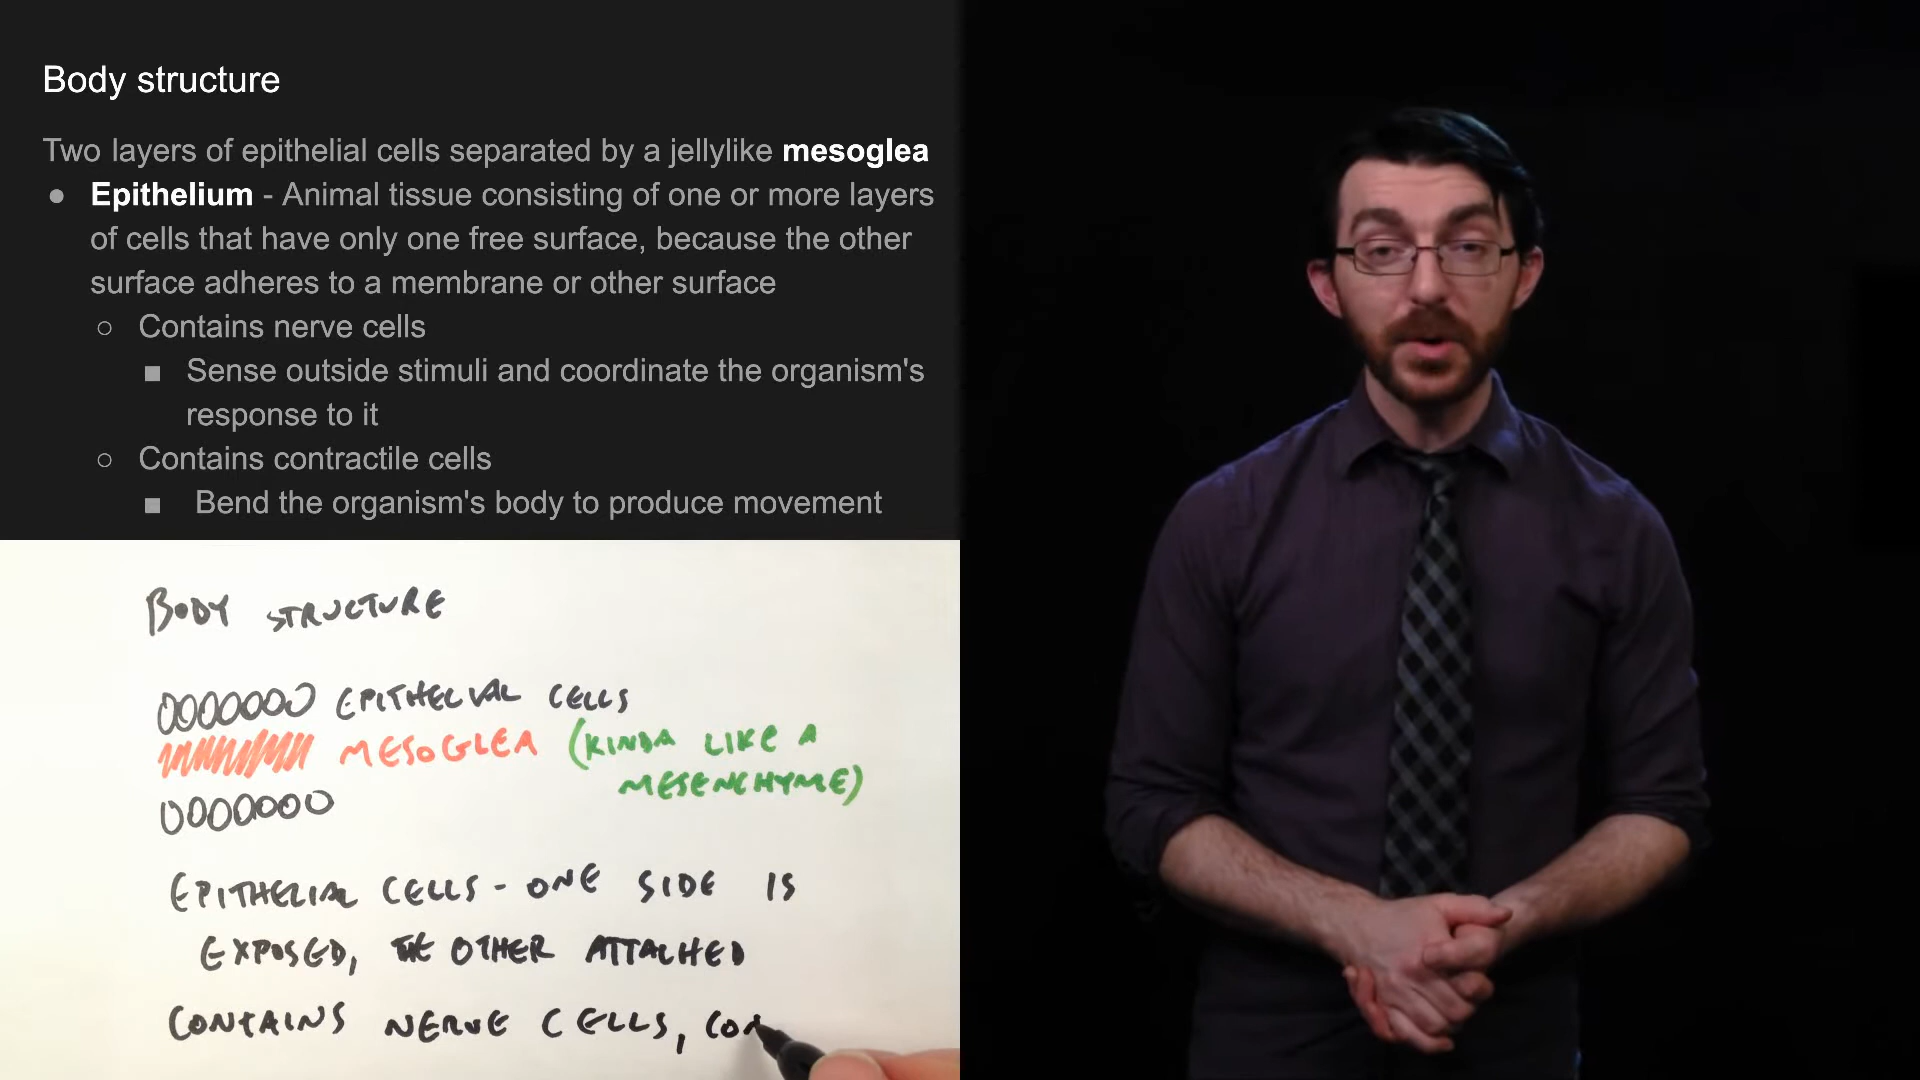 Body structure
Two layers of epithelial cells separated by a jellylike mesoglea
● Epithelium - Animal tissue consisting of one or more layers
of cells that have only one free surface, because the other
surface adheres to a membrane or other surface
○ Contains nerve cells
■ Sense outside stimuli and coordinate the organism's
response to it
○ Contains contractile cells
■ Bend the organism's body to produce movement
BODY STRUCTURE
EPITHELIAL CELLS
MESOGLEA (KINDA LIKE A
MESENCHYME)
EPITHELIAL CELLS - ONE SIDE IS
EXPOSED, THE OTHER ATTACHED
CONTAINS NERVE CELLS, CON